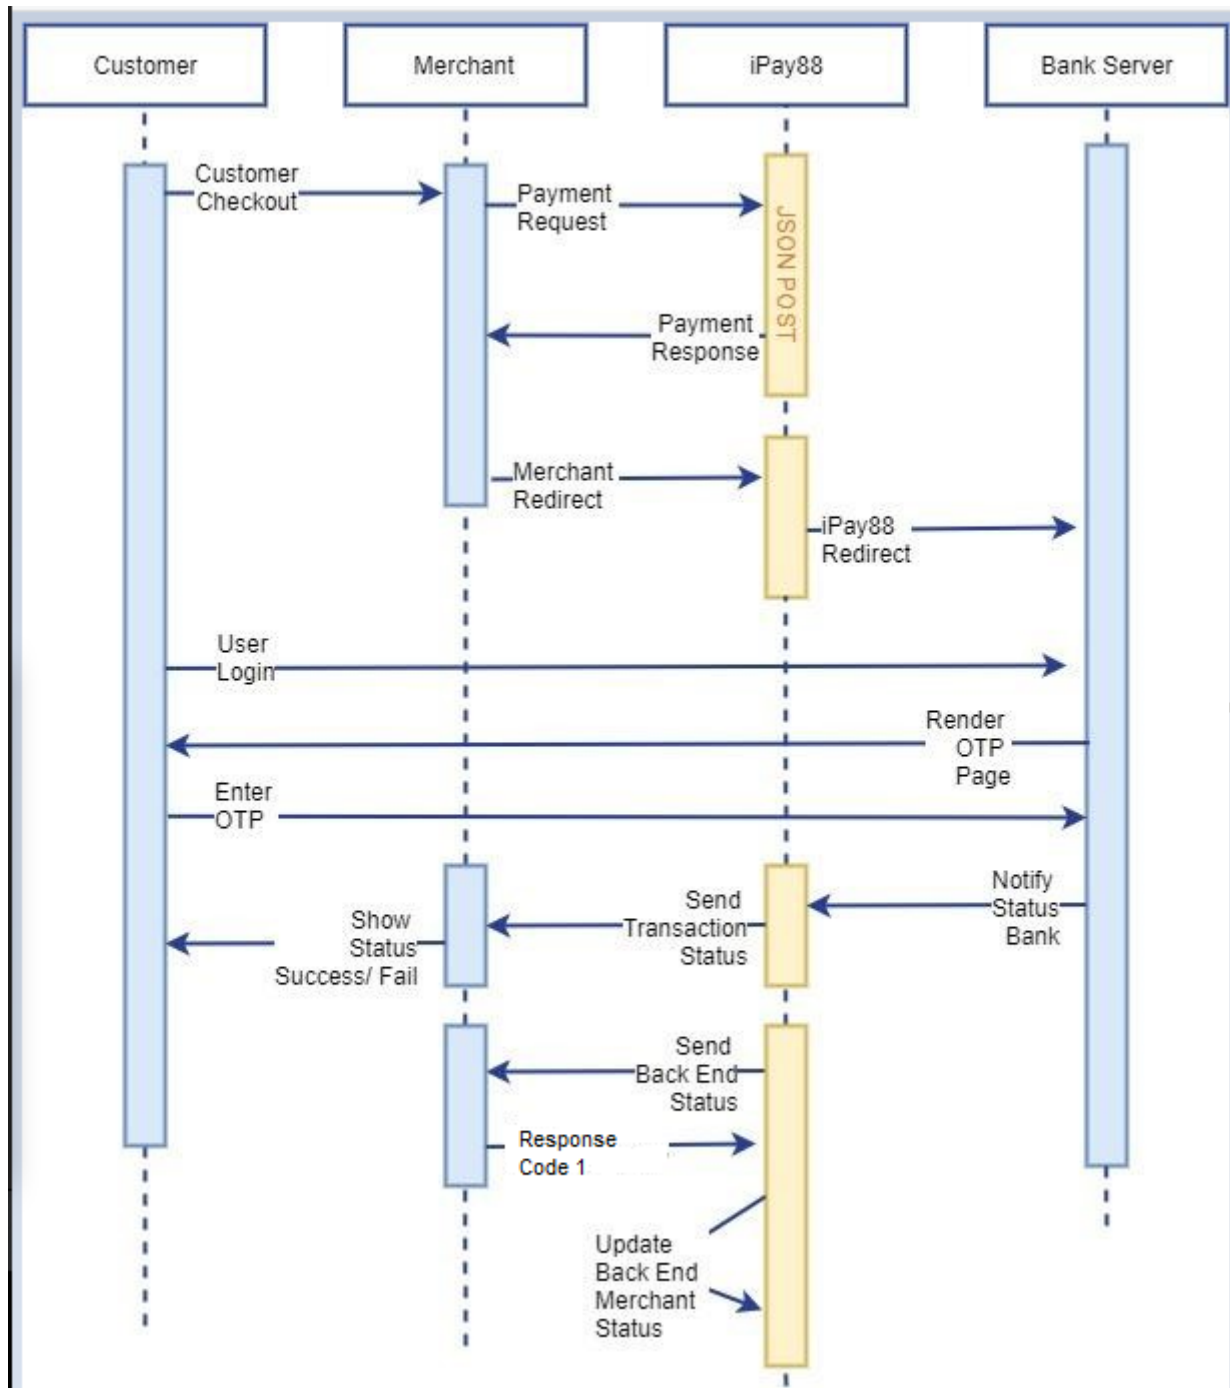 Customer
Merchant
iPay88
Bank Server
Customer
Checkout
Payment
Request
JSON POST
Payment
Response
Merchant
Redirect
iPay88
Redirect
User
Login
Render
OTP
Page
Enter
OTP
Notify
Status
Bank
Send
Transaction
Status
Show
Status
Success/ Fail
Send
Back End
Status
Response
Code 1
Update
Back End
Merchant
Status